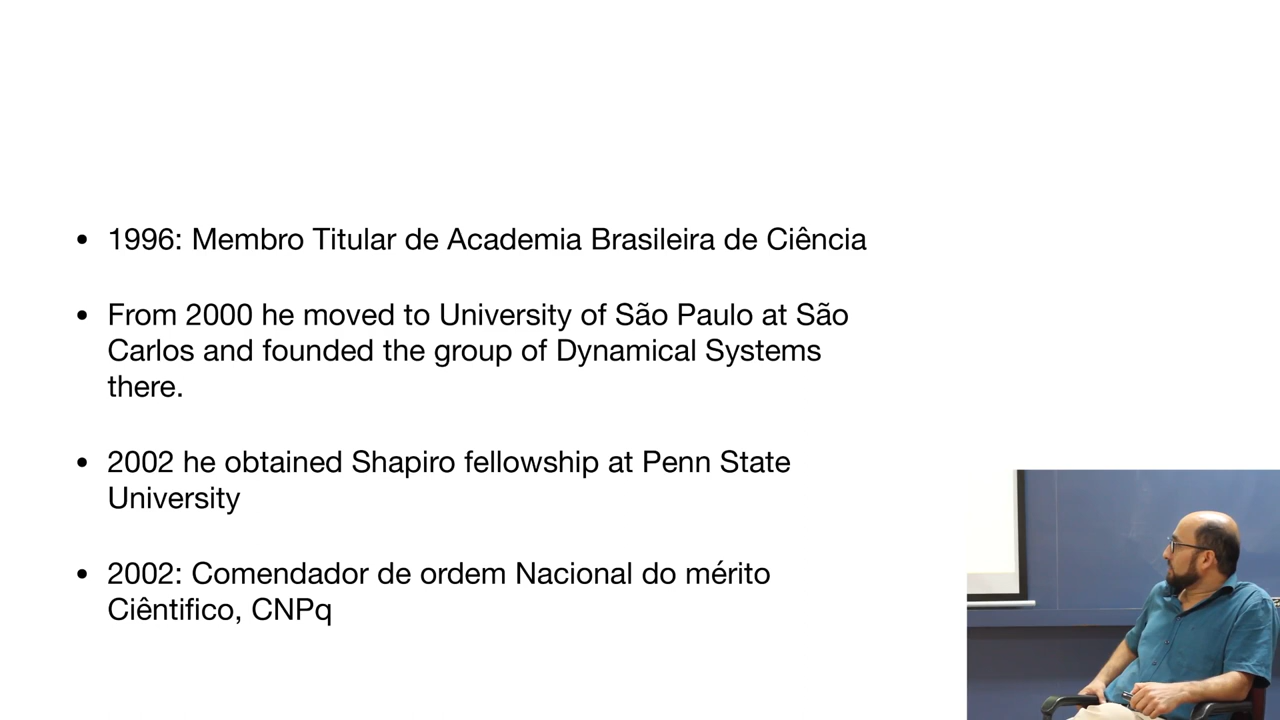 • 1996: Membro Titular de Academia Brasileira de Ciência
• From 2000 he moved to University of São Paulo at São
Carlos and founded the group of Dynamical Systems
there.
• 2002 he obtained Shapiro fellowship at Penn State
University
• 2002: Comendador de ordem Nacional do mérito
Ciêntifico, CNPq